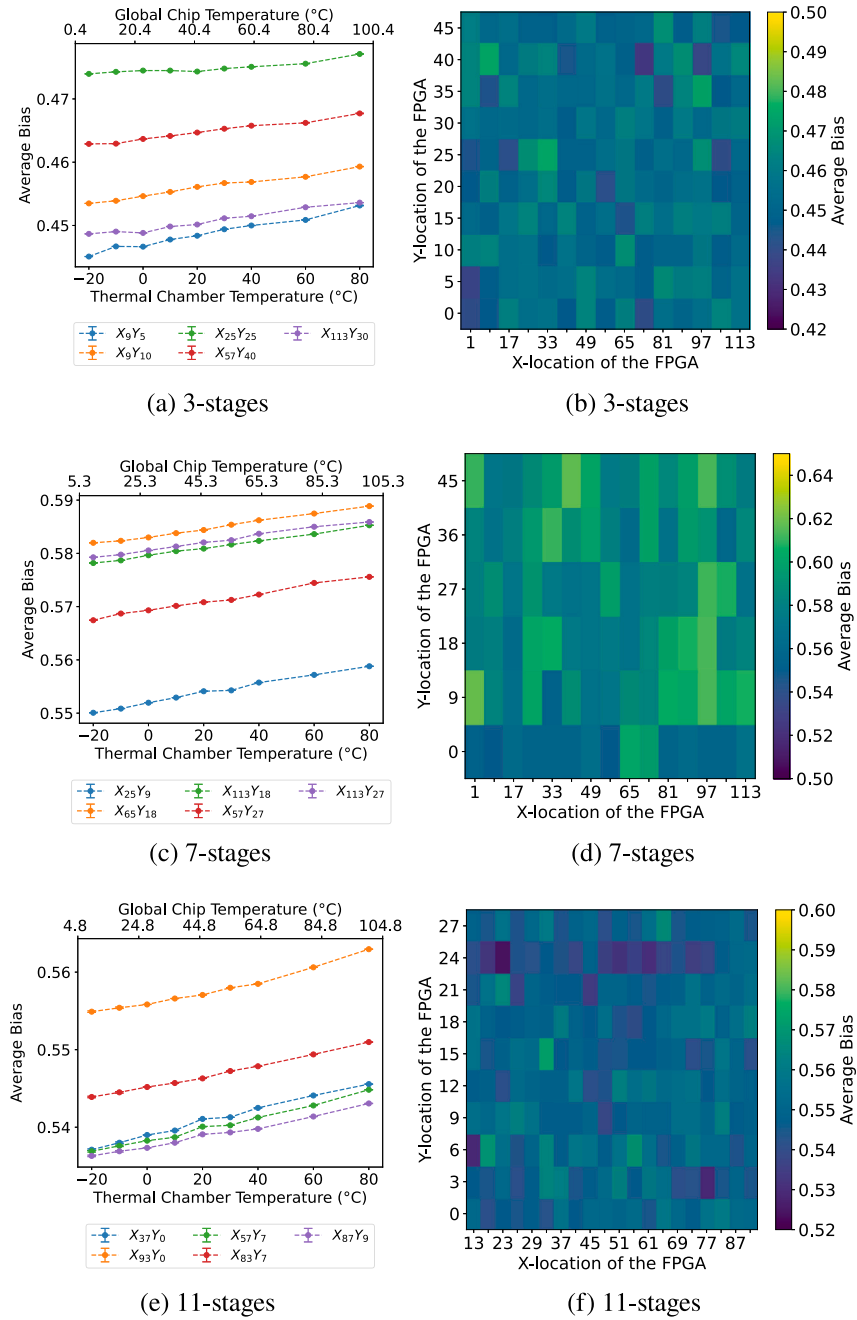 Global Chip Temperature (°C)
0.4 20.4 40.4 60.4 80.4 100.4
0.47
0.46
0.45
Average Bias
−20 0 20 40 60 80
Thermal Chamber Temperature (°C)
X9Y5 X25Y25 X113Y30
X9Y10 X57Y40
(a) 3-stages
45
40
35
30
25
20
15
10
5
0
Y-location of the FPGA
1 17 33 49 65 81 97 113
X-location of the FPGA
0.50
0.49
0.48
0.47
0.46
0.45
0.44
0.43
0.42
Average Bias
(b) 3-stages
Global Chip Temperature (°C)
5.3 25.3 45.3 65.3 85.3 105.3
0.59
0.58
0.57
0.56
0.55
Average Bias
−20 0 20 40 60 80
Thermal Chamber Temperature (°C)
X25Y9 X113Y18 X113Y27
X65Y18 X57Y27
(c) 7-stages
45
36
27
18
9
0
Y-location of the FPGA
1 17 33 49 65 81 97 113
X-location of the FPGA
0.64
0.62
0.60
0.58
0.56
0.54
0.52
0.50
Average Bias
(d) 7-stages
Global Chip Temperature (°C)
4.8 24.8 44.8 64.8 84.8 104.8
0.56
0.55
0.54
Average Bias
−20 0 20 40 60 80
Thermal Chamber Temperature (°C)
X37Y0 X57Y7 X87Y9
X93Y0 X83Y7
(e) 11-stages
27
24
21
18
15
12
9
6
3
0
Y-location of the FPGA
13 23 37 45 51 61 69 77 87
X-location of the FPGA
0.60
0.59
0.58
0.57
0.56
0.55
0.54
0.53
0.52
Average Bias
(f) 11-stages